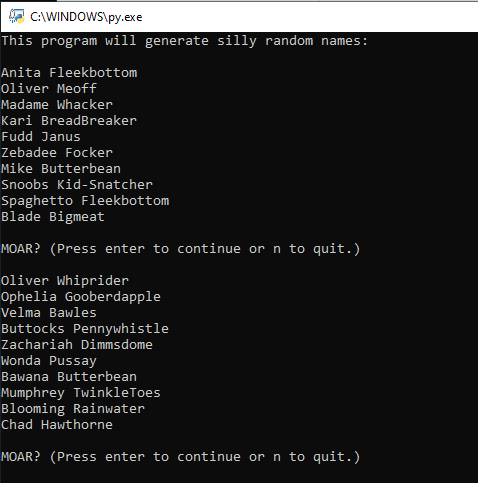 C:\WINDOWS\py.exe
This program will generate silly random names:
Anita Fleekbottom
Oliver Meoff
Madame Whacker
Kari BreadBreaker
Fudd Janus
Zebadee Focker
Mike Butterbean
Snoobs Kid-Snatcher
Spaghetto Fleekbottom
Blade Bigmeat
MOAR? (Press enter to continue or n to quit.)
Oliver Whiprider
Ophelia Gooberdapple
Velma Bawles
Buttocks Pennywhistle
Zachariah Dimmsdome
Wonda Pussay
Bawana Butterbean
Mumphrey TwinkleToes
Blooming Rainwater
Chad Hawthorne
MOAR? (Press enter to continue or n to quit.)